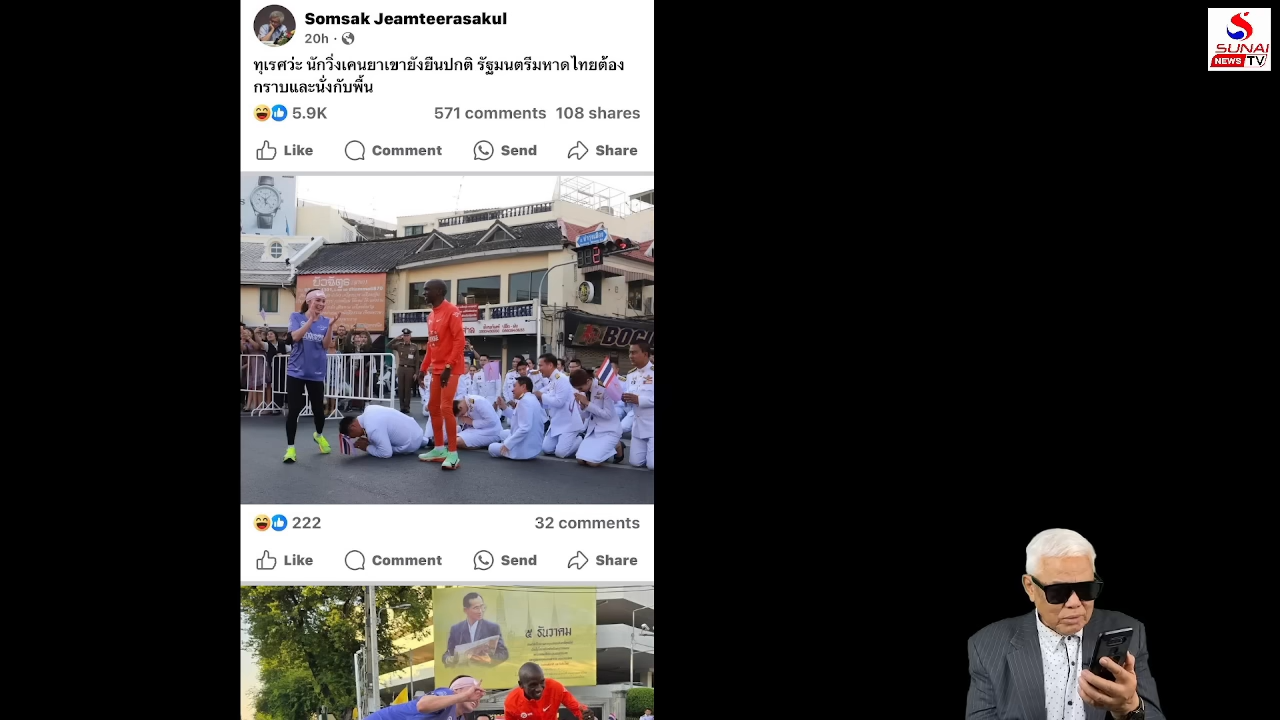 Somsak Jeamteerasakul
20h ·
ทุเรศว่ะ นักวิ่งเคนยาเขายังยืนปกติ รัฐมนตรีมหาดไทยต้อง
กราบและนั่งกับพื้น
5.9K 571 comments 108 shares
Like Comment Send Share
2
BOC
222 32 comments
Like Comment Send Share
๕ ธันวาคม
SUNAI
NEWS TV